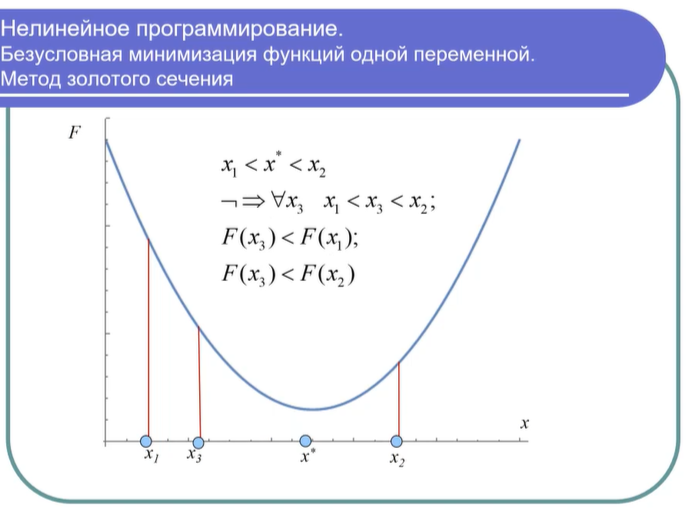 Нелинейное программирование.
Безусловная минимизация функций одной переменной.
Метод золотого сечения
F
x₁ < x* < x₂
¬⇒ ∀x₃ x₁ < x₃ < x₂;
F(x₃) < F(x₁);
F(x₃) < F(x₂)
x
x₁ x₃ x* x₂